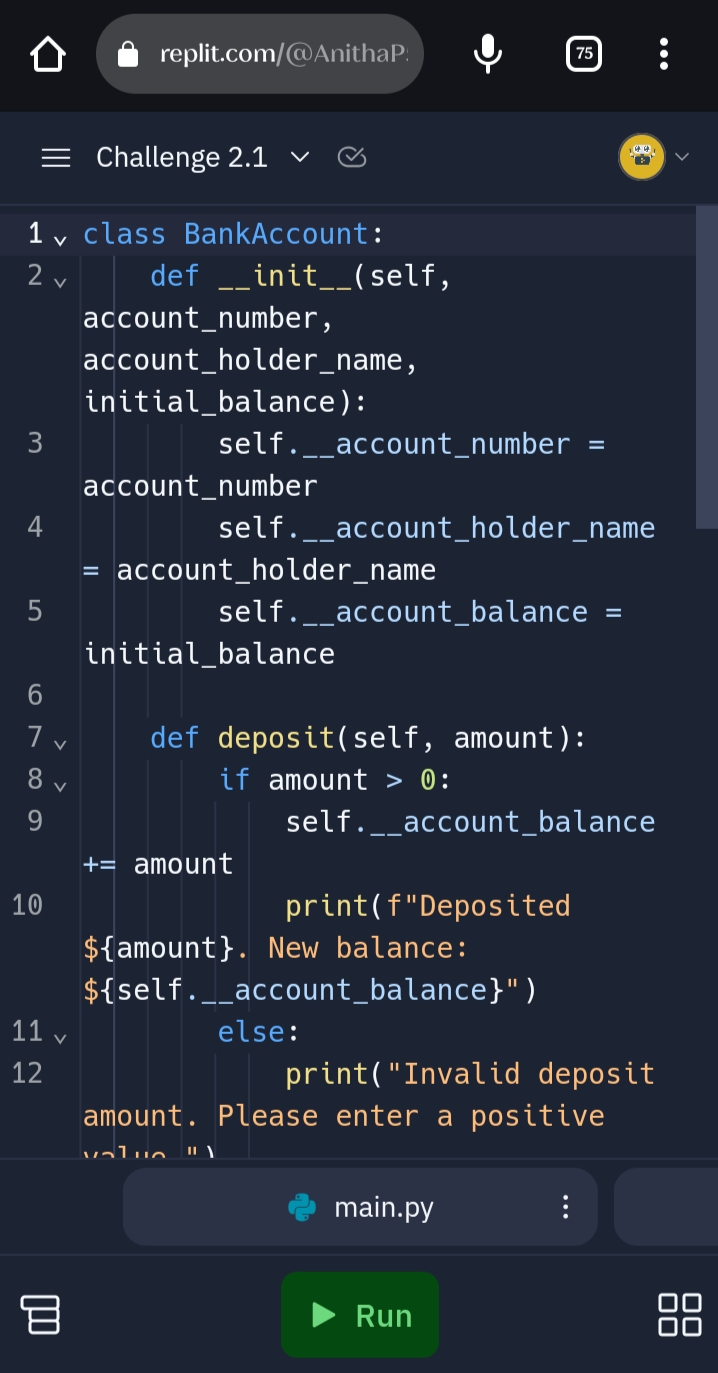 replit.com/@AnithaP
75
Challenge 2.1
1 class BankAccount:
2 def __init__(self,
account_number,
account_holder_name,
initial_balance):
3 self.__account_number =
account_number
4 self.__account_holder_name
= account_holder_name
5 self.__account_balance =
initial_balance
6
7 def deposit(self, amount):
8 if amount > 0:
9 self.__account_balance
+= amount
10 print(f"Deposited
${amount}. New balance:
${self.__account_balance}")
11 else:
12 print("Invalid deposit
amount. Please enter a positive
value.")
main.py
Run